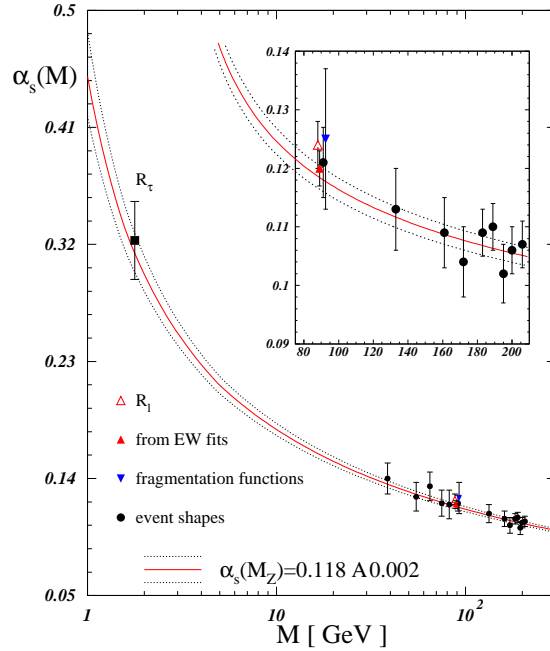 0.5
α_s(M)
0.41
0.32
0.23
0.14
0.05
R_τ
0.14
0.13
0.12
0.11
0.1
0.09
80 100 120 140 160 180 200
R_l
from EW fits
fragmentation functions
event shapes
α_s(M_Z)=0.118 A 0.002
1 10 10^2
M [ GeV]